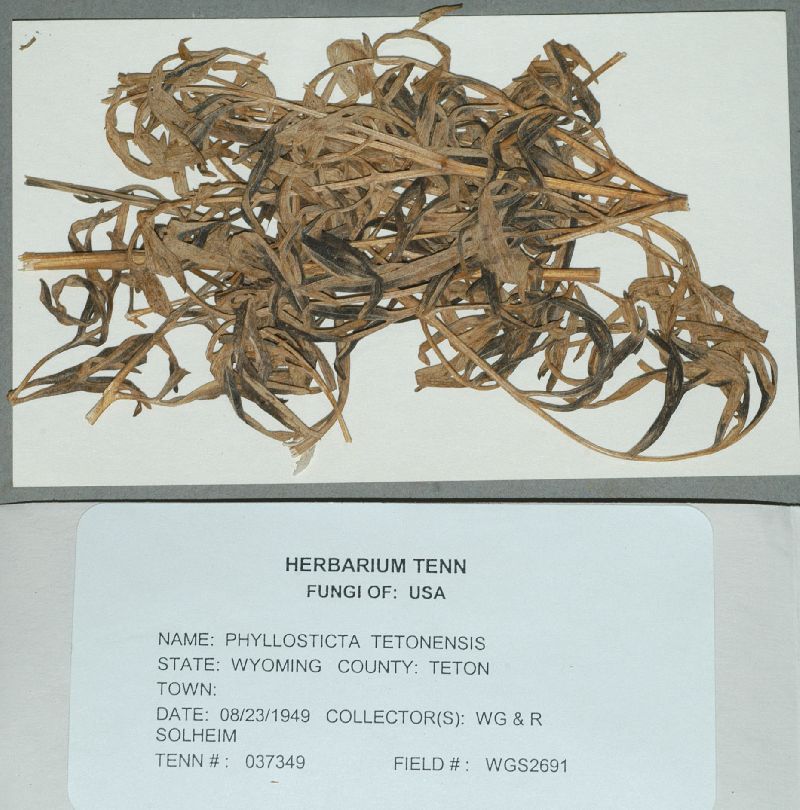 HERBARIUM TENN
FUNGI OF: USA
NAME: PHYLLOSTICTA TETONENSIS
STATE: WYOMING COUNTY: TETON
TOWN:
DATE: 08/23/1949 COLLECTOR(S): WG & R
SOLHEIM
TENN # : 037349 FIELD # : WGS2691